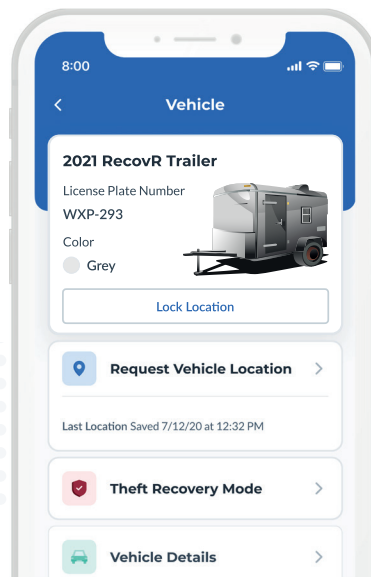 8:00
Vehicle
2021 RecovR Trailer
License Plate Number
WXP-293
Color
Grey
Lock Location
Request Vehicle Location
Last Location Saved 7/12/20 at 12:32 PM
Theft Recovery Mode
Vehicle Details